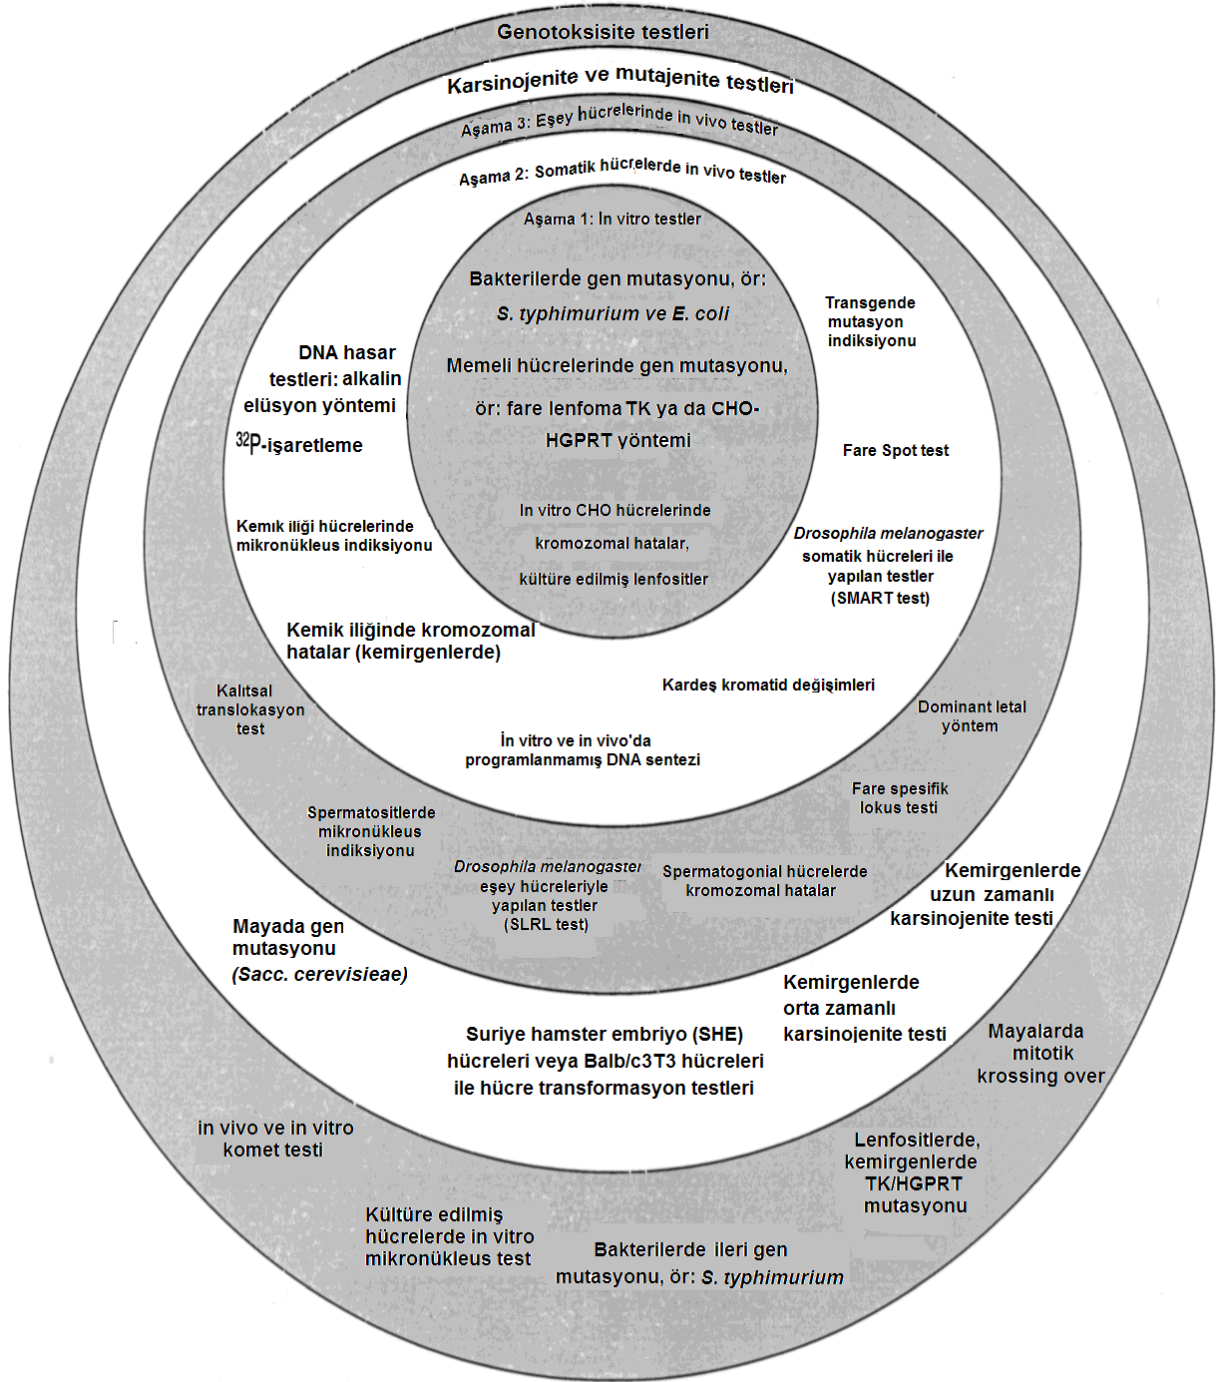 Genotoksisite testleri
Karsinojenite ve mutajenite testleri
Aşama 3: Eşey hücrelerinde in vivo testler
Aşama 2: Somatik hücrelerde in vivo testler
Aşama 1: In vitro testler
Bakterilerde gen mutasyonu, ör:
S. typhimurium ve E. coli
Memeli hücrelerinde gen mutasyonu,
ör: fare lenfoma TK ya da CHO-
HGPRT yöntemi
In vitro CHO hücrelerinde
kromozomal hatalar,
kültüre edilmiş lenfositler
DNA hasar
testleri: alkalin
elüsyon yöntemi
32P-işaretleme
Kemik iliği hücrelerinde
mikronükleus indiksiyonu
Kemik iliğinde kromozomal
hatalar (kemirgenlerde)
Transgende
mutasyon
indiksiyonu
Fare Spot test
Drosophila melanogaster
somatik hücreleri ile
yapılan testler
(SMART test)
Kardeş kromatid değişimleri
İn vitro ve in vivo'da
programlanmamış DNA sentezi
Kalıtsal
translokasyon
test
Spermatositlerde
mikronükleus
indiksiyonu
Drosophila melanogaster
eşey hücreleriyle
yapılan testler
(SLRL test)
Spermatogonial hücrelerde
kromozomal hatalar
Fare spesifik
lokus testi
Dominant letal
yöntem
Mayada gen
mutasyonu
(Sacc. cerevisieae)
Suriye hamster embriyo (SHE)
hücreleri veya Balb/c3T3 hücreleri
ile hücre transformasyon testleri
Kemirgenlerde
orta zamanlı
karsinojenite testi
Kemirgenlerde
uzun zamanlı
karsinojenite testi
in vivo ve in vitro
komet testi
Kültüre edilmiş
hücrelerde in vitro
mikronükleus test
Bakterilerde ileri gen
mutasyonu, ör: S. typhimurium
Lenfositlerde,
kemirgenlerde
TK/HGPRT
mutasyonu
Mayalarda
mitotik
krossing over